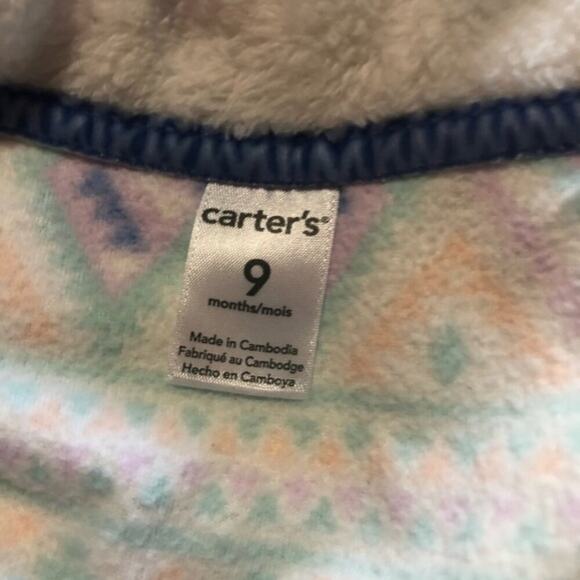 carter's®
9
months/mois
Made in Cambodia
Fabriqué au Cambodge
Hecho en Camboya